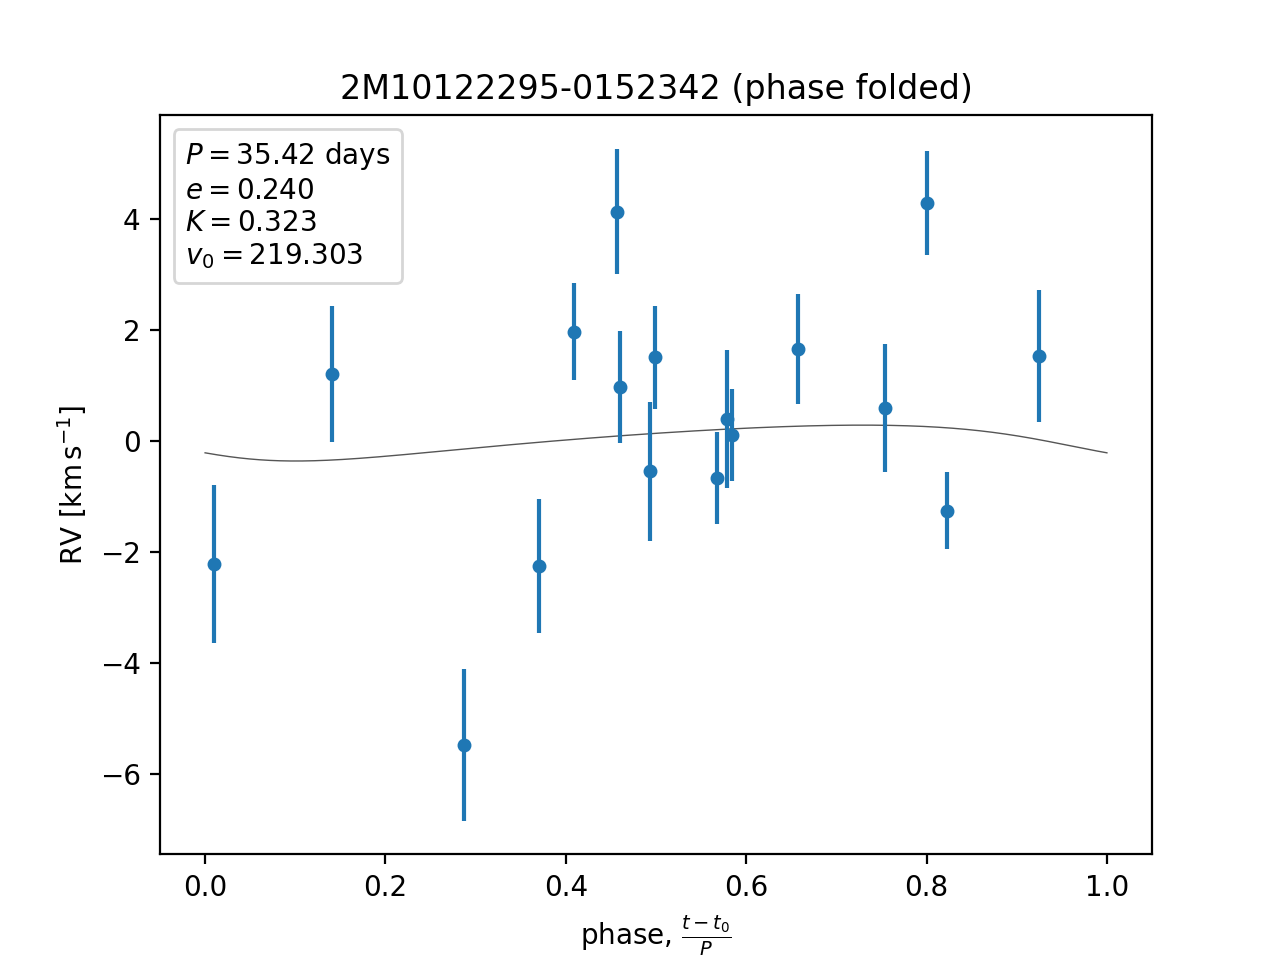 2M10122295-0152342 (phase folded)
P = 35.42 days
e = 0.240
K = 0.323
v₀ = 219.303
4
2
0
−2
−4
−6
RV [km s⁻¹]
0.0 0.2 0.4 0.6 0.8 1.0
phase, (t − t₀)/P